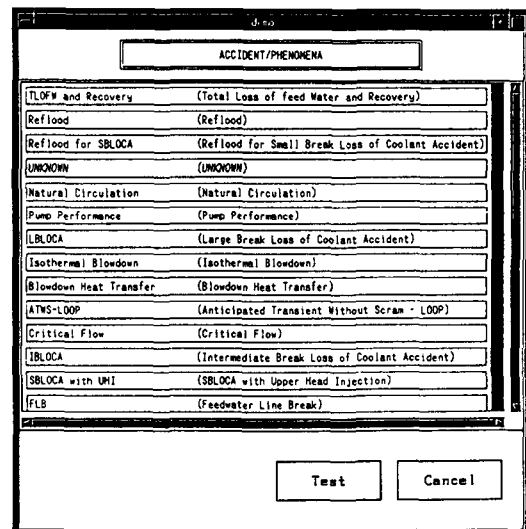 demo
ACCIDENT/PHENOMENA
TLOFW and Recovery (Total Loss of feed Water and Recovery)
Reflood (Reflood)
Reflood for SBLOCA (Reflood for Small Break Loss of Coolant Accident)
UNKNOWN (UNKNOWN)
Natural Circulation (Natural Circulation)
Pump Performance (Pump Performance)
LBLOCA (Large Break Loss of Coolant Accident)
Isothermal Blowdown (Isothermal Blowdown)
Blowdown Heat Transfer (Blowdown Heat Transfer)
ATWS-LOOP (Anticipated Transient Without Scram - LOOP)
Critical Flow (Critical Flow)
IBLOCA (Intermediate Break Loss of Coolant Accident)
SBLOCA with UHI (SBLOCA with Upper Head Injection)
FLB (Feedwater Line Break)
Test Cancel